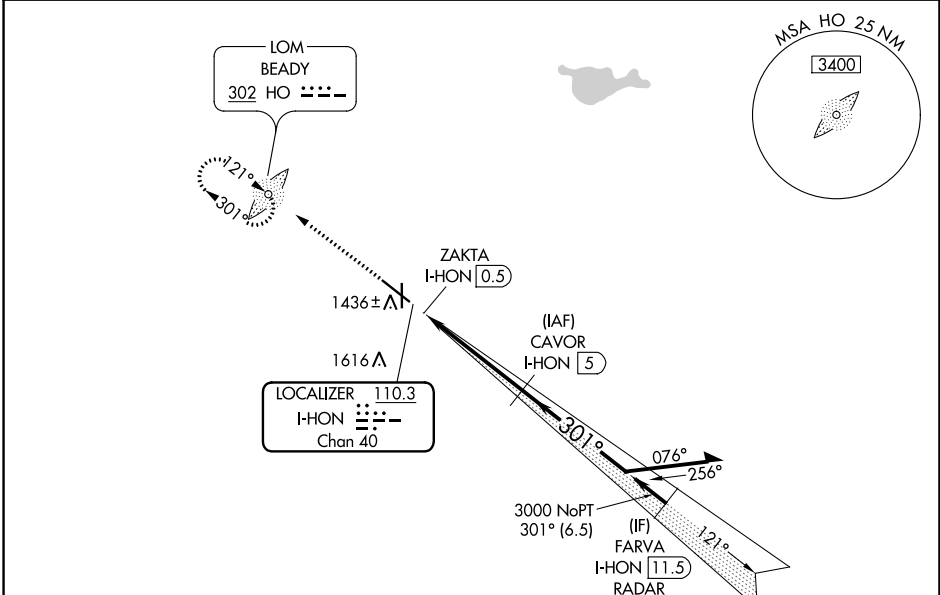 LOM
BEADY
302 HO
121°
301°
MSA HO 25 NM
3400
ZAKTA
I-HON 0.5
1436±
1616
(IAF)
CAVOR
I-HON 5
LOCALIZER 110.3
I-HON
Chan 40
301°
076°
256°
3000 NoPT
301° (6.5)
(IF)
FARVA
I-HON 11.5
RADAR
121°